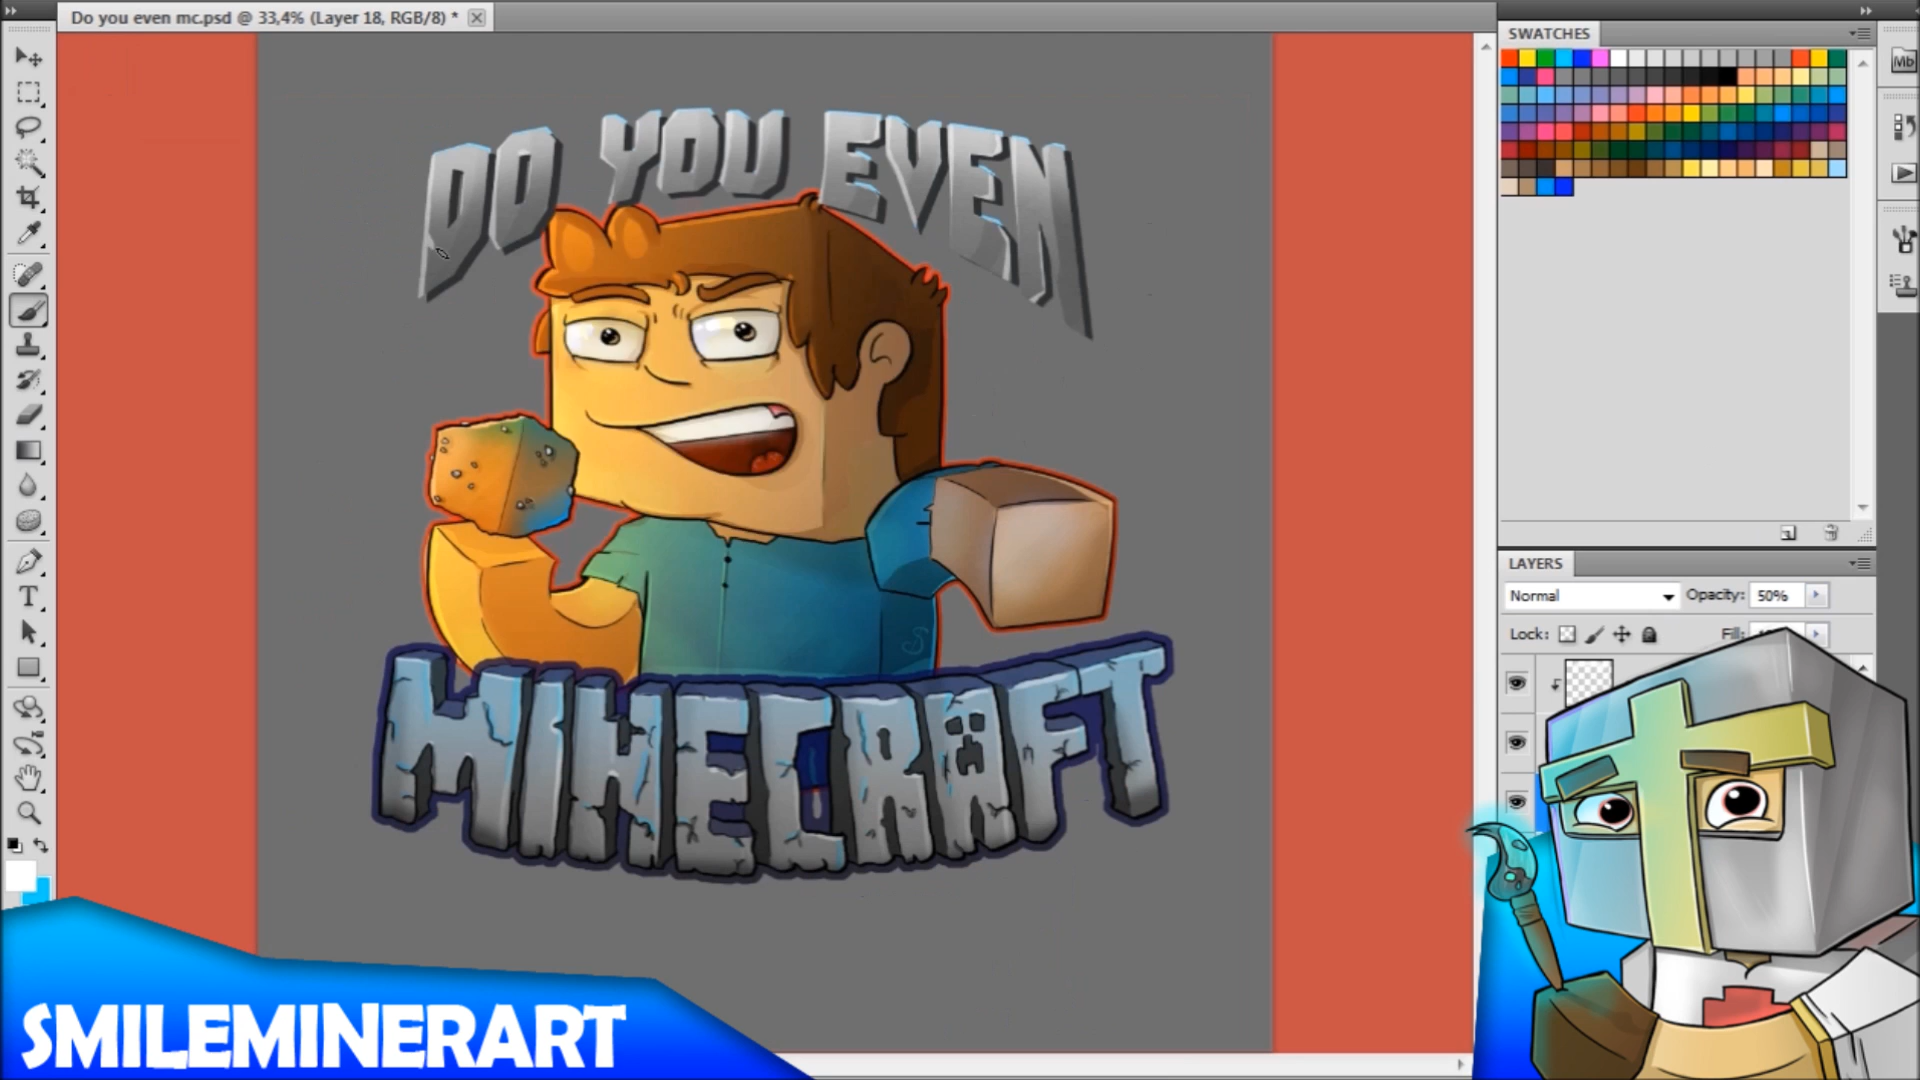 Do you even mc.psd @ 33,4% (Layer 18, RGB/8) *
SWATCHES
Mb
DO YOU EVEN
MINECRAFT
LAYERS
Normal
Opacity: 50%
Lock:
Fill:
T
SMILEMINERART